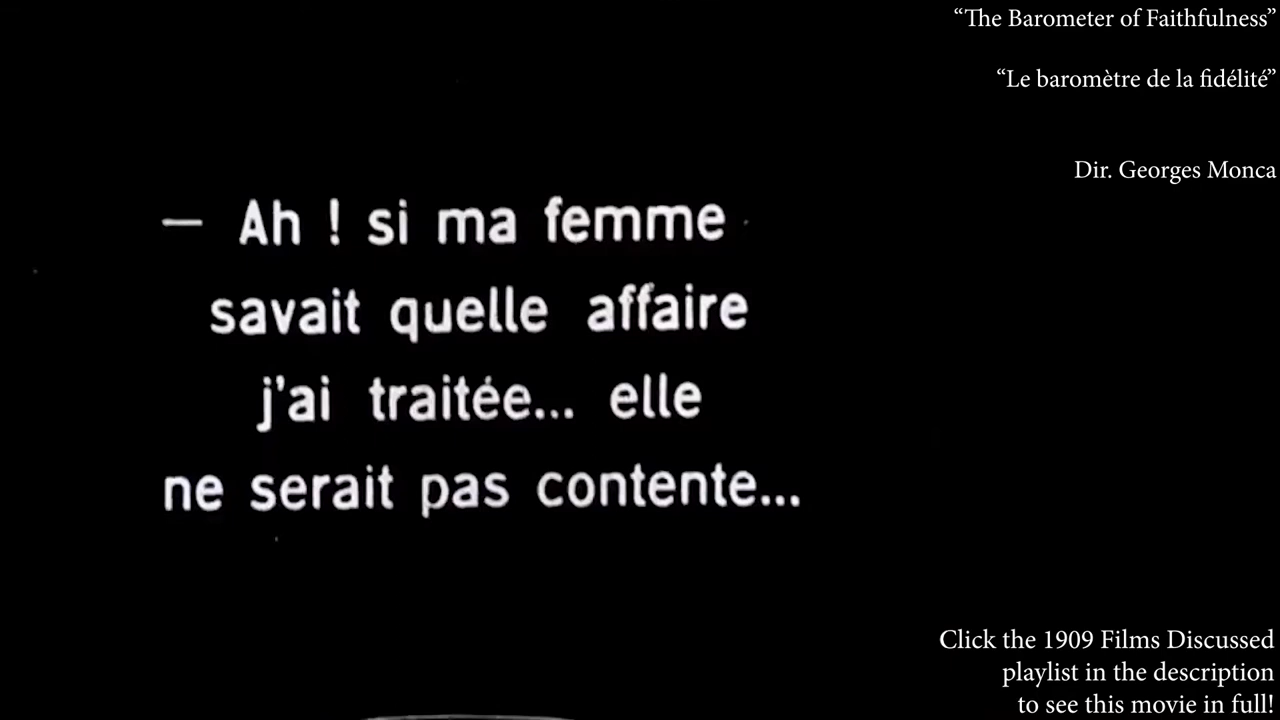 “The Barometer of Faithfulness”
“Le baromètre de la fidélité”
Dir. Georges Monca
— Ah ! si ma femme
savait quelle affaire
j'ai traitée... elle
ne serait pas contente...
Click the 1909 Films Discussed
playlist in the description
to see this movie in full!